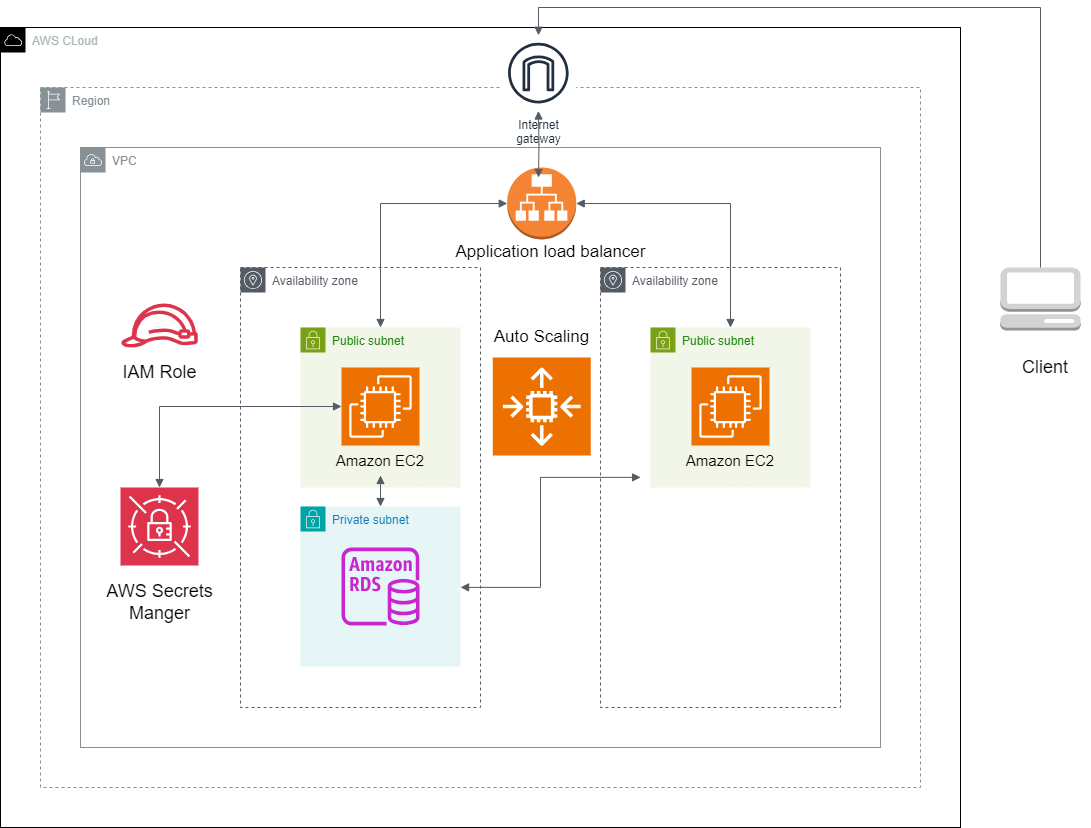 AWS CLoud
Region
Internet
gateway
VPC
Application load balancer
Availability zone
Availability zone
Public subnet
Auto Scaling
Public subnet
IAM Role
Client
Amazon EC2
Amazon EC2
Private subnet
Amazon
RDS
AWS Secrets
Manger